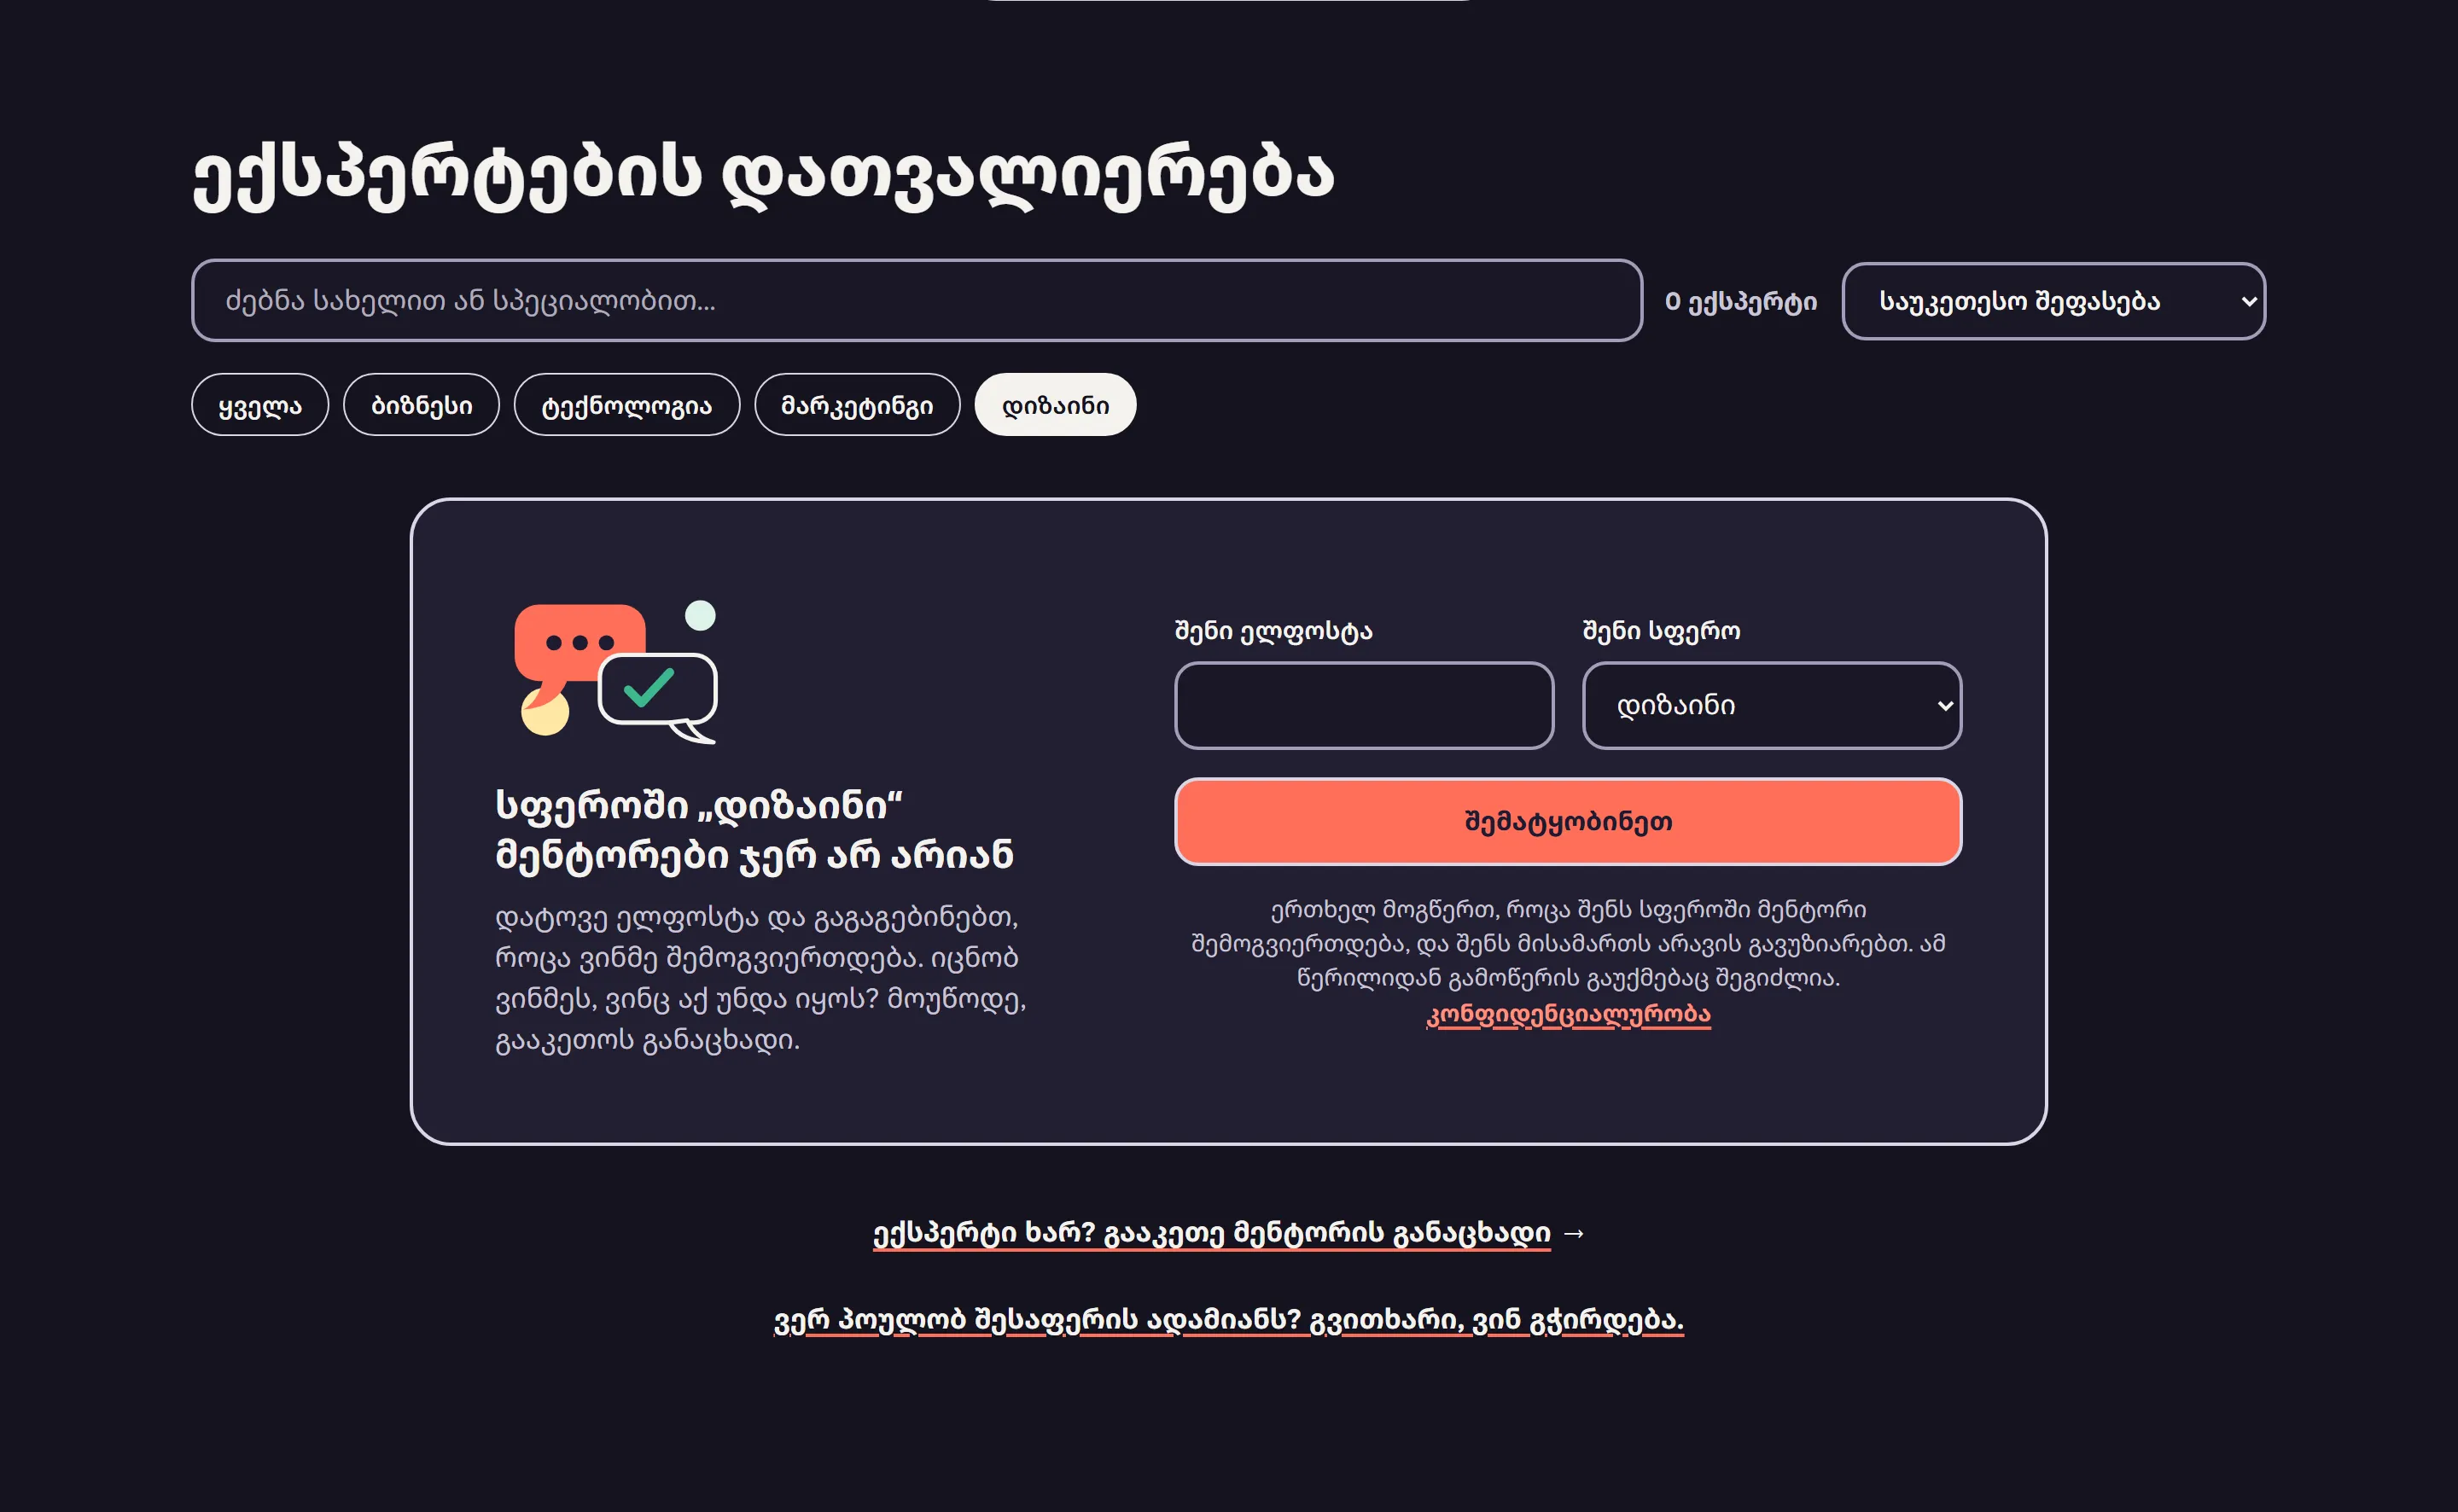 ექსპერტების დათვალიერება
ძებნა სახელით ან სპეციალობით...
0 ექსპერტი
საუკეთესო შეფასება
ყველა
ბიზნესი
ტექნოლოგია
მარკეტინგი
დიზაინი
სფეროში „დიზაინი“
მენტორები ჯერ არ არიან
დატოვე ელფოსტა და გაგაგებინებთ,
როცა ვინმე შემოგვიერთდება. იცნობ
ვინმეს, ვინც აქ უნდა იყოს? მოუწოდე,
გააკეთოს განაცხადი.
შენი ელფოსტა
შენი სფერო
დიზაინი
შემატყობინეთ
ერთხელ მოგწერთ, როცა შენს სფეროში მენტორი
შემოგვიერთდება, და შენს მისამართს არავის გავუზიარებთ. ამ
წერილიდან გამოწერის გაუქმებაც შეგიძლია.
კონფიდენციალურობა
ექსპერტი ხარ? გააკეთე მენტორის განაცხადი →
ვერ პოულობ შესაფერის ადამიანს? გვითხარი, ვინ გჭირდება.